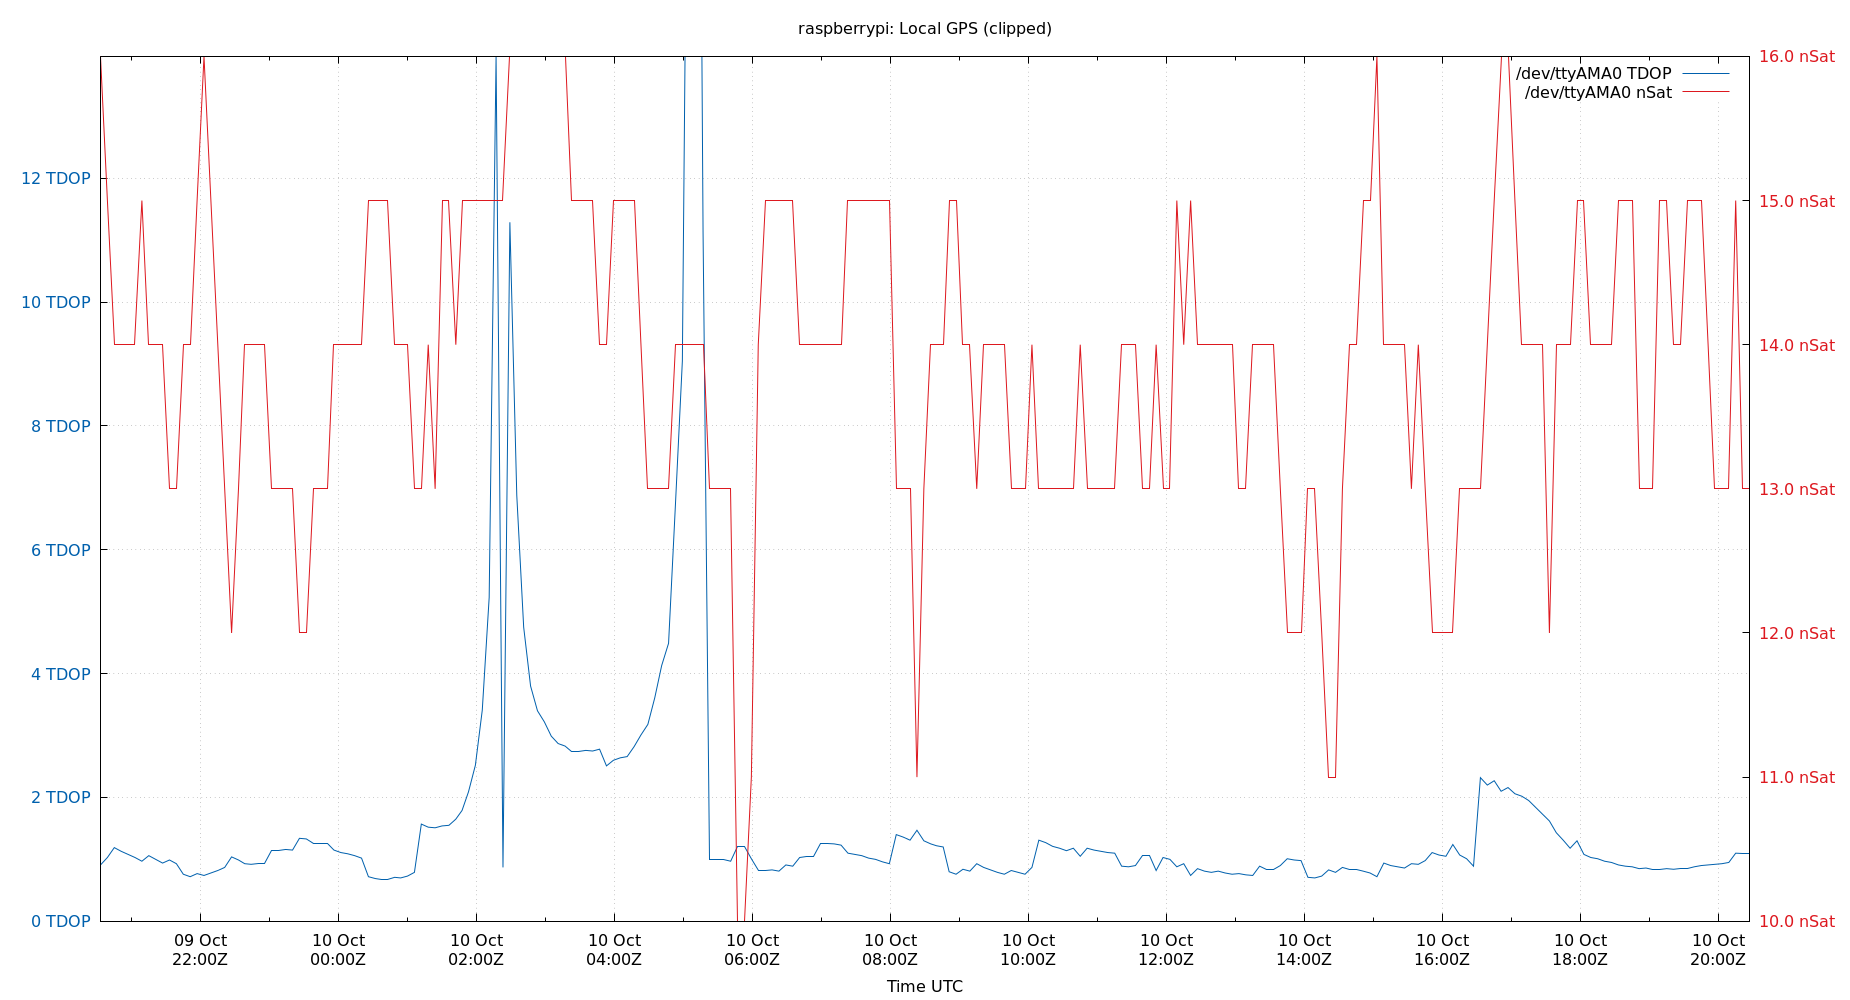 raspberrypi: Local GPS (clipped)
16.0 nSat
/dev/ttyAMA0 TDOP
/dev/ttyAMA0 nSat
12 TDOP
15.0 nSat
10 TDOP
14.0 nSat
8 TDOP
13.0 nSat
6 TDOP
12.0 nSat
4 TDOP
11.0 nSat
2 TDOP
0 TDOP
10.0 nSat
09 Oct
22:00Z
10 Oct
00:00Z
10 Oct
02:00Z
10 Oct
04:00Z
10 Oct
06:00Z
10 Oct
08:00Z
10 Oct
10:00Z
10 Oct
12:00Z
10 Oct
14:00Z
10 Oct
16:00Z
10 Oct
18:00Z
10 Oct
20:00Z
Time UTC